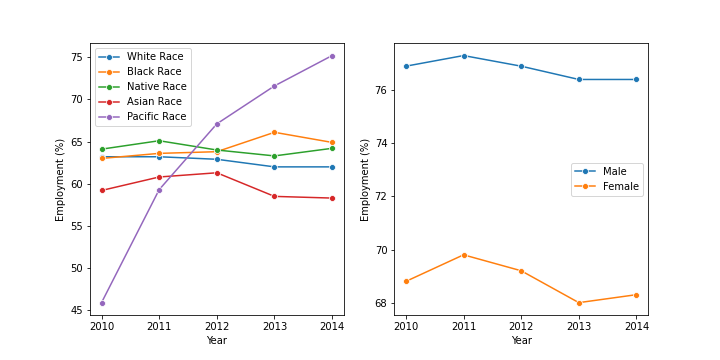 75
70
65
60
55
50
45
Employment (%)
White Race
Black Race
Native Race
Asian Race
Pacific Race
2010 2011 2012 2013 2014
Year
76
74
72
70
68
Employment (%)
Male
Female
2010 2011 2012 2013 2014
Year